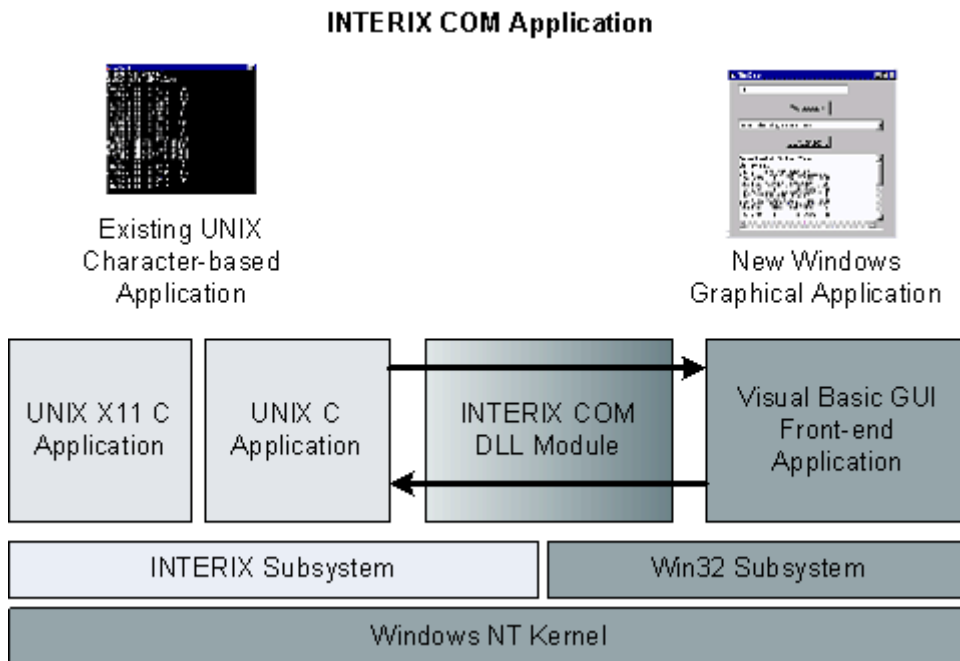 INTERIX COM Application
Existing UNIX
Character-based
Application
New Windows
Graphical Application
UNIX X11 C
Application
UNIX C
Application
INTERIX COM
DLL Module
Visual Basic GUI
Front-end
Application
INTERIX Subsystem
Win32 Subsystem
Windows NT Kernel